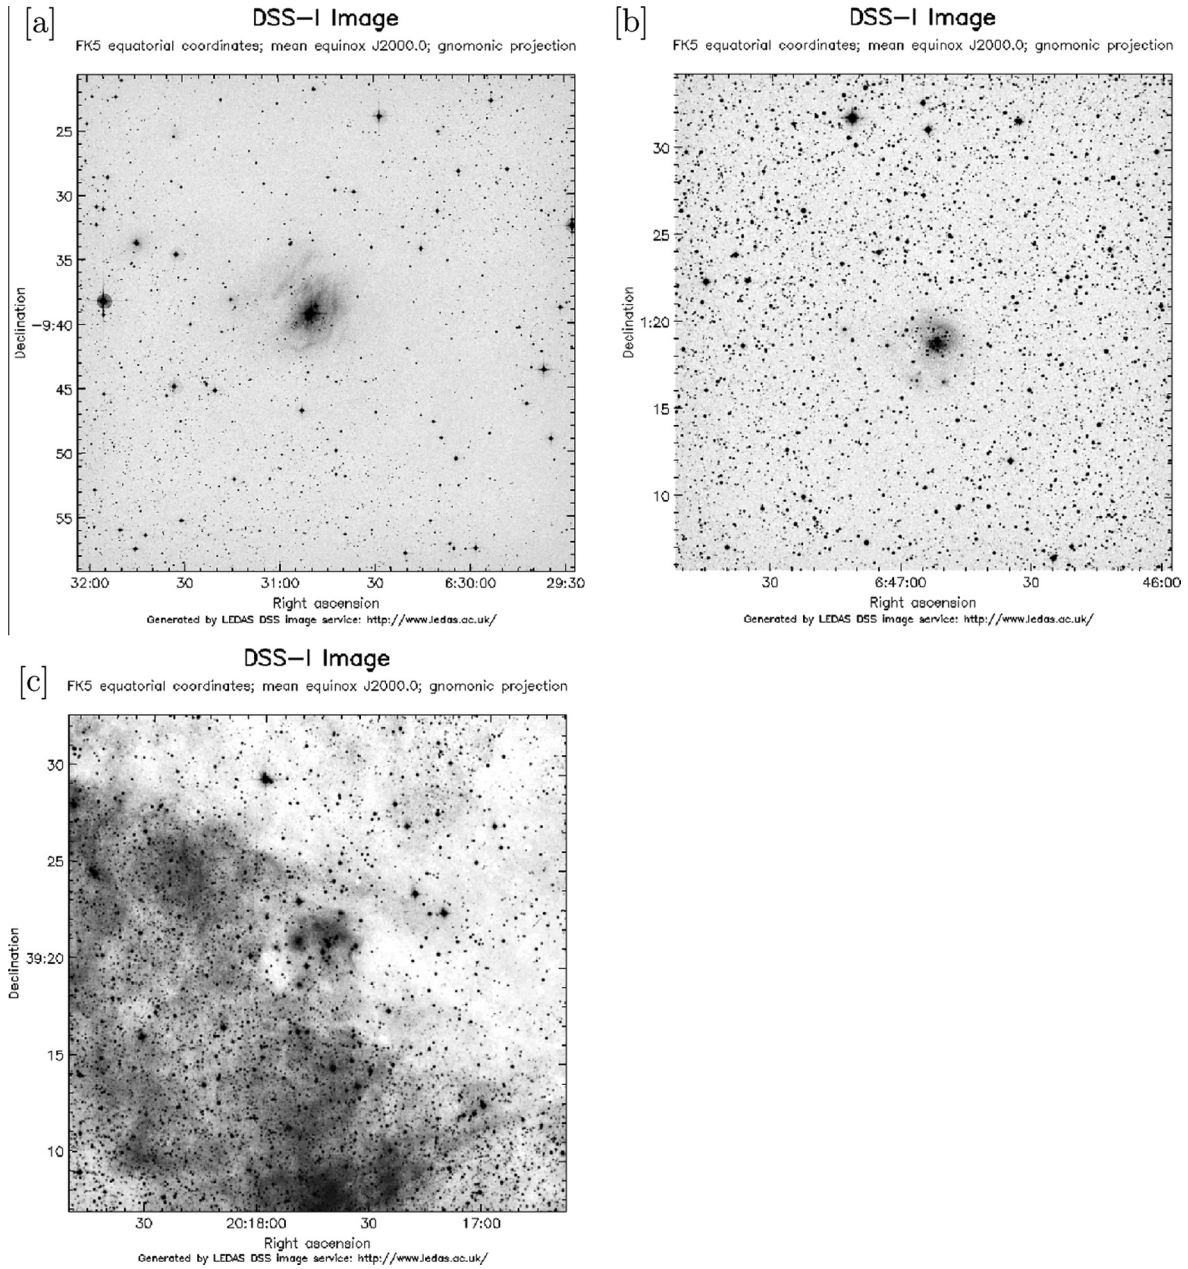 [a]
DSS-I Image
FK5 equatorial coordinates; mean equinox J2000.0; gnomonic projection
25
30
35
-9:40
45
50
55
Declination
32:00 30 31:00 30 6:30:00 29:30
Right ascension
Generated by LEDAS DSS image service: http://www.ledas.ac.uk/
[b]
DSS-I Image
FK5 equatorial coordinates; mean equinox J2000.0; gnomonic projection
30
25
1:20
15
10
Declination
30 6:47:00 30 46:00
Right ascension
Generated by LEDAS DSS image service: http://www.ledas.ac.uk/
[c]
DSS-I Image
FK5 equatorial coordinates; mean equinox J2000.0; gnomonic projection
30
25
39:20
15
10
Declination
30 20:18:00 30 17:00
Right ascension
Generated by LEDAS DSS image service: http://www.ledas.ac.uk/